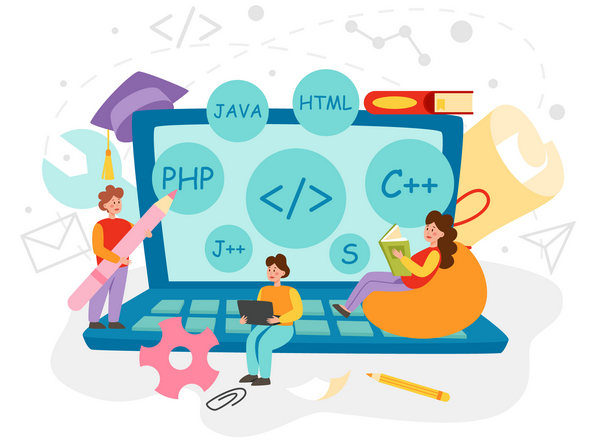 </>
JAVA
HTML
PHP
</>
C++
J++
S